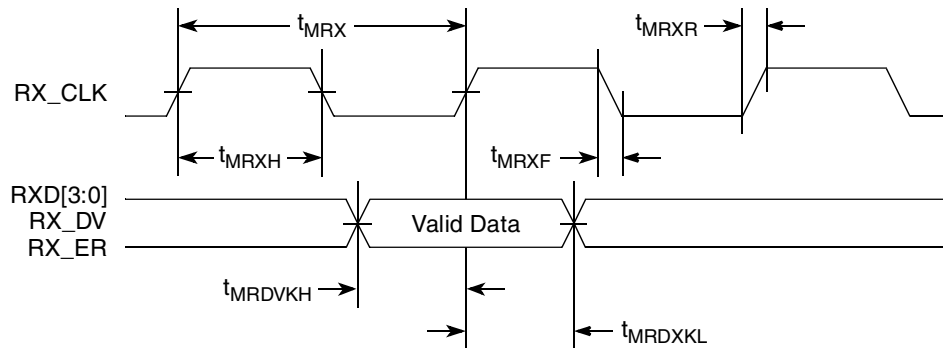 tMRX
tMRXR
RX_CLK
tMRXH
tMRXF
RXD[3:0]
RX_DV
RX_ER
Valid Data
tMRDVKH
tMRDXKL